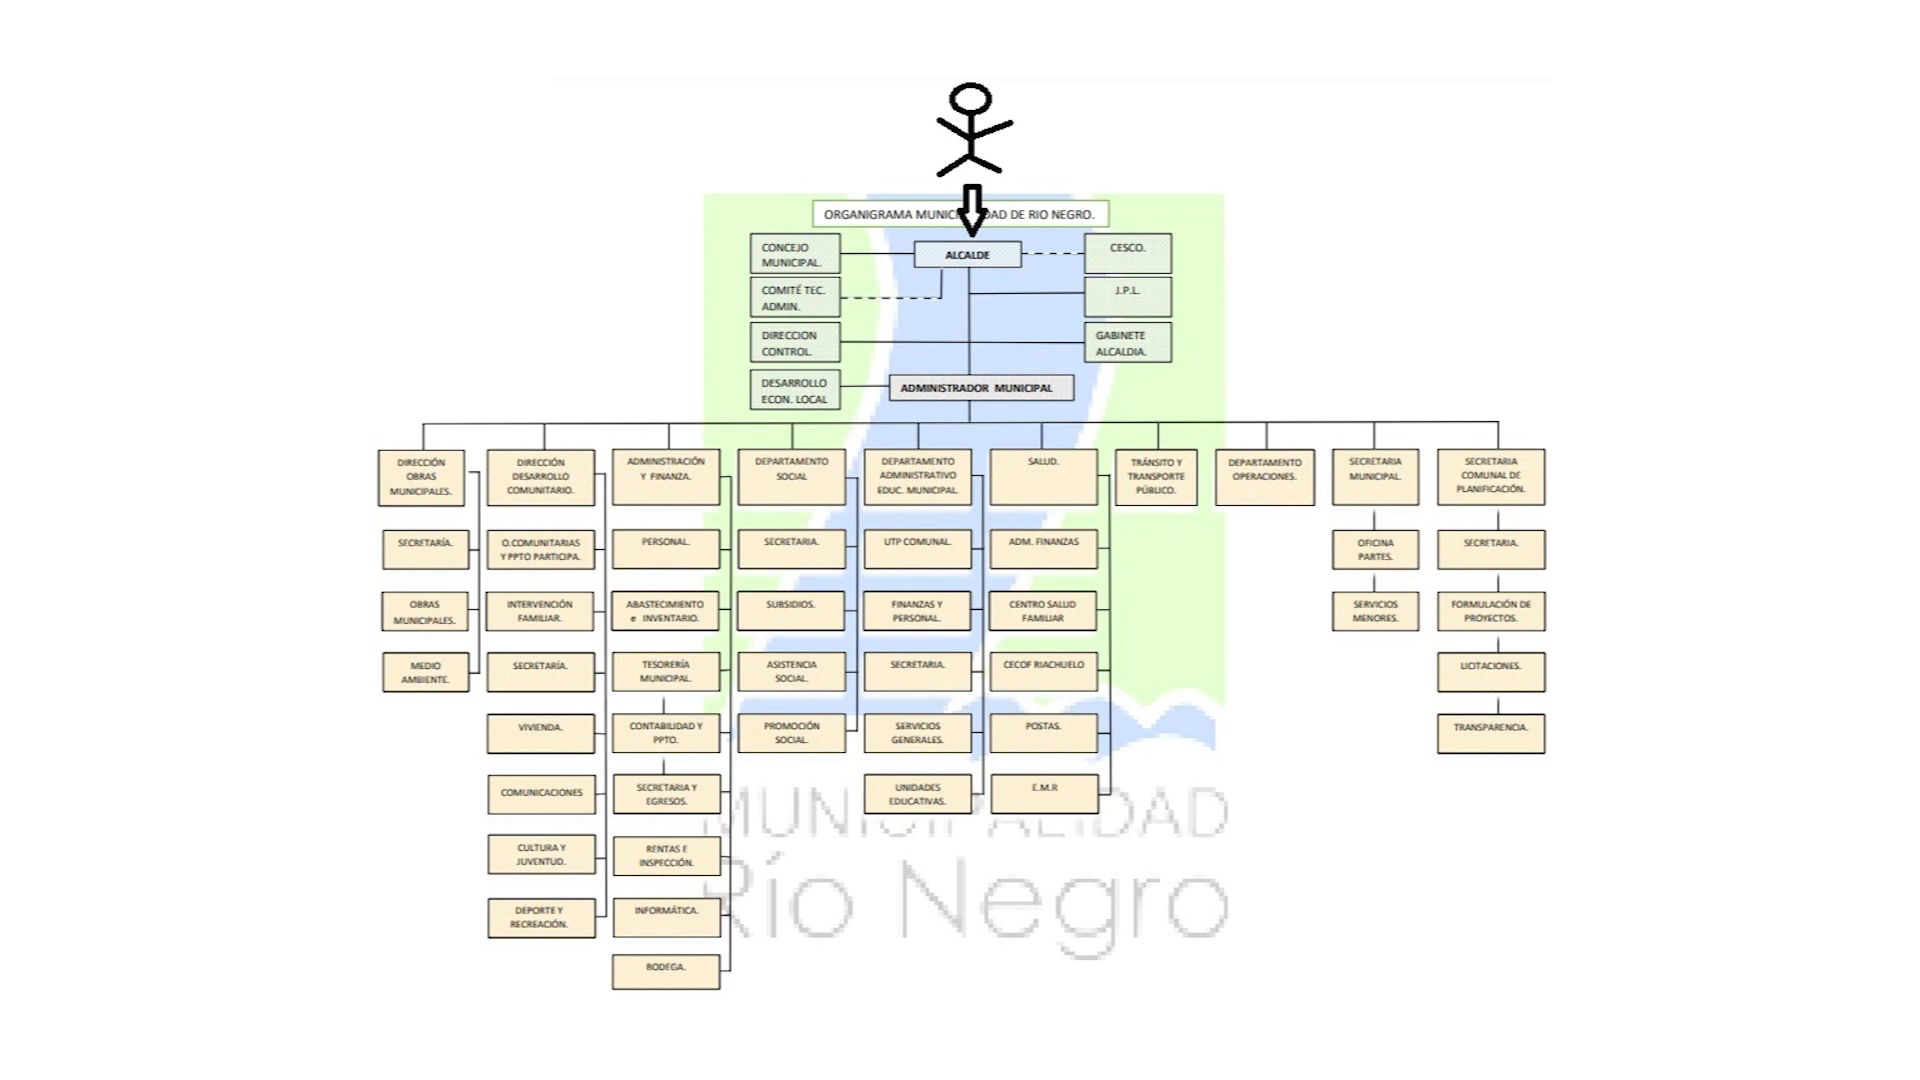 ORGANIGRAMA MUNICI DAD DE RIO NEGRO.
CONCEJO
MUNICIPAL.
ALCALDE
CESCO.
COMITÉ TEC.
ADMIN.
J.P.L.
DIRECCION
CONTROL.
GABINETE
ALCALDIA.
DESARROLLO
ECON. LOCAL
ADMINISTRADOR MUNICIPAL
DIRECCIÓN
OBRAS
MUNICIPALES.
DIRECCIÓN
DESARROLLO
COMUNITARIO.
ADMINISTRACIÓN
Y FINANZA.
DEPARTAMENTO
SOCIAL
DEPARTAMENTO
ADMINISTRATIVO
EDUC. MUNICIPAL.
SALUD.
TRÁNSITO Y
TRANSPORTE
PÚBLICO.
DEPARTAMENTO
OPERACIONES.
SECRETARIA
MUNICIPAL.
SECRETARIA
COMUNAL DE
PLANIFICACIÓN.
SECRETARÍA.
O.COMUNITARIAS
Y PPTO PARTICIPA.
PERSONAL.
SECRETARIA.
UTP COMUNAL.
ADM. FINANZAS
OFICINA
PARTES.
SECRETARIA.
OBRAS
MUNICIPALES.
INTERVENCIÓN
FAMILIAR.
ABASTECIMIENTO
e INVENTARIO.
SUBSIDIOS.
FINANZAS Y
PERSONAL.
CENTRO SALUD
FAMILIAR
SERVICIOS
MENORES.
FORMULACIÓN DE
PROYECTOS.
MEDIO
AMBIENTE.
SECRETARÍA.
TESORERÍA
MUNICIPAL.
ASISTENCIA
SOCIAL.
SECRETARIA.
CECOF RIACHUELO
LICITACIONES.
VIVIENDA.
CONTABILIDAD Y
PPTO.
PROMOCIÓN
SOCIAL.
SERVICIOS
GENERALES.
POSTAS.
TRANSPARENCIA.
COMUNICACIONES
SECRETARIA Y
EGRESOS.
UNIDADES
EDUCATIVAS.
E.M.R
MUNICIPALIDAD
CULTURA Y
JUVENTUD.
RENTAS E
INSPECCIÓN.
Río Negro
DEPORTE Y
RECREACIÓN.
INFORMÁTICA.
BODEGA.